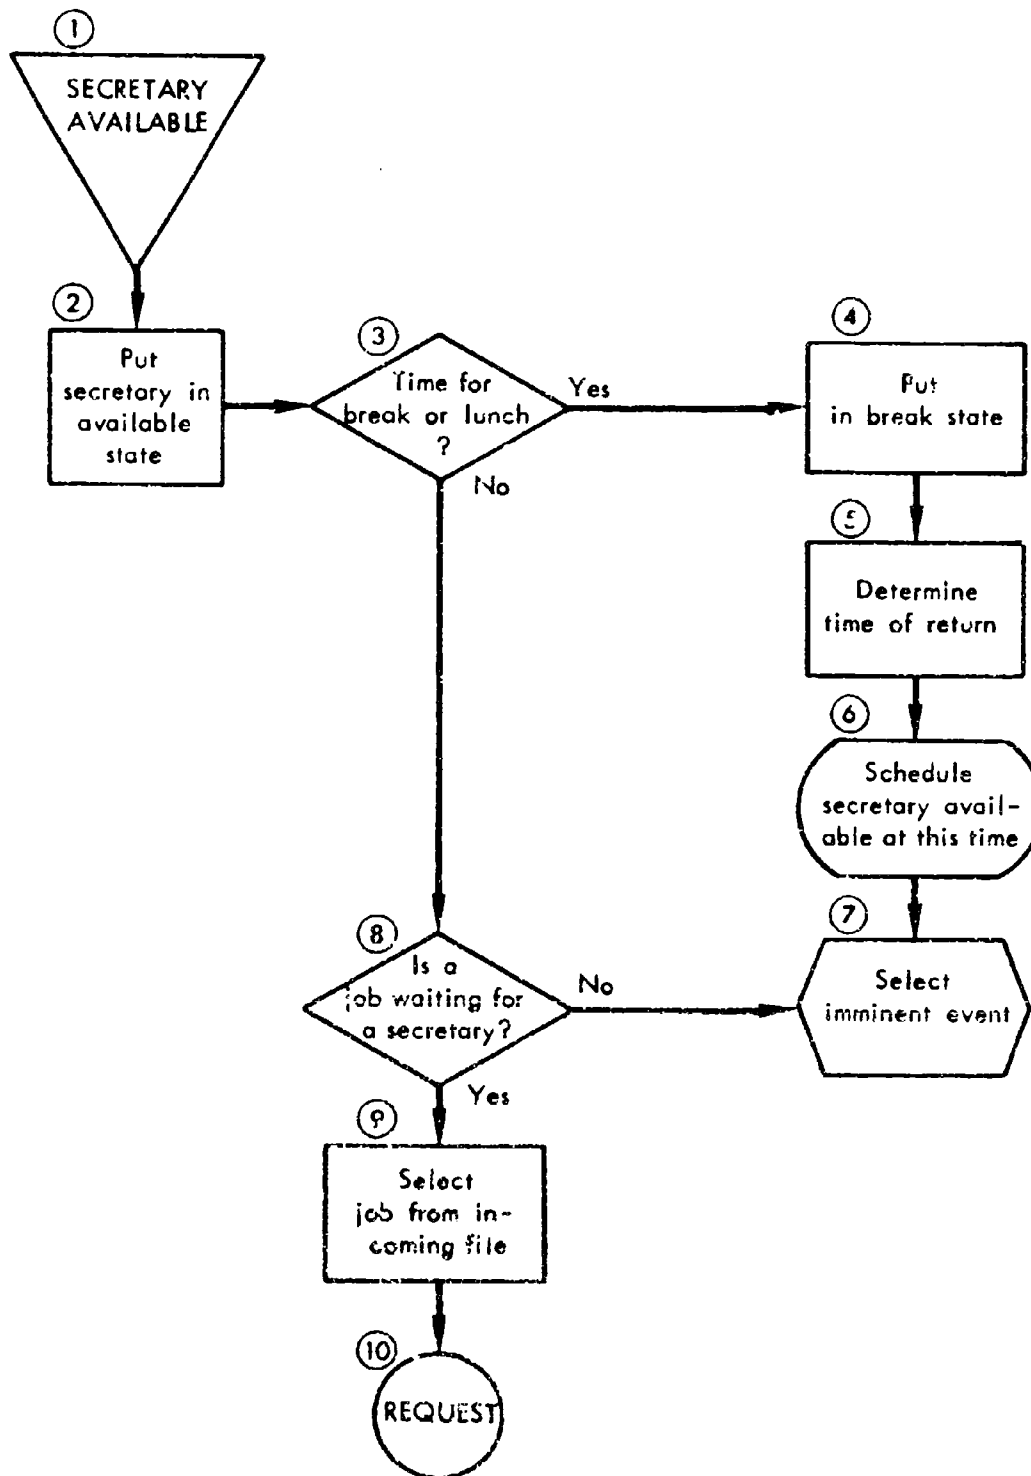 1
SECRETARY
AVAILABLE
2
Put
secretary in
available
state
3
Time for
break or lunch
?
Yes
No
4
Put
in break state
5
Determine
time of return
6
Schedule
secretary avail-
able at this time
7
Select
imminent event
8
Is a
job waiting for
a secretary?
No
Yes
9
Select
job from in-
coming file
10
REQUEST